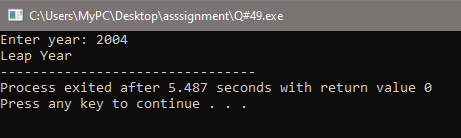 C:\Users\MyPC\Desktop\asssignment\Q#49.exe
Enter year: 2004
Leap Year
--------------------------------
Process exited after 5.487 seconds with return value 0
Press any key to continue . . .